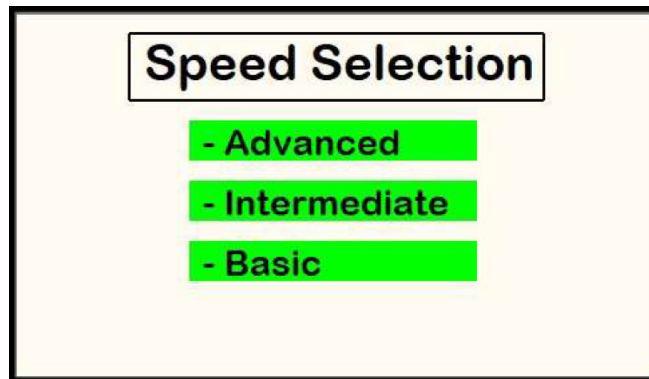 Speed Selection
- Advanced
- Intermediate
- Basic